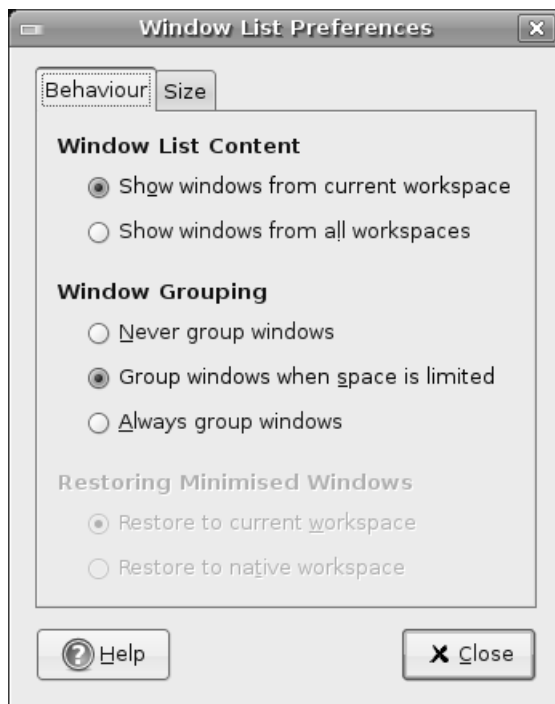 Window List Preferences
Behaviour
Size
Window List Content
Show windows from current workspace
Show windows from all workspaces
Window Grouping
Never group windows
Group windows when space is limited
Always group windows
Restoring Minimised Windows
Restore to current workspace
Restore to native workspace
Help
Close